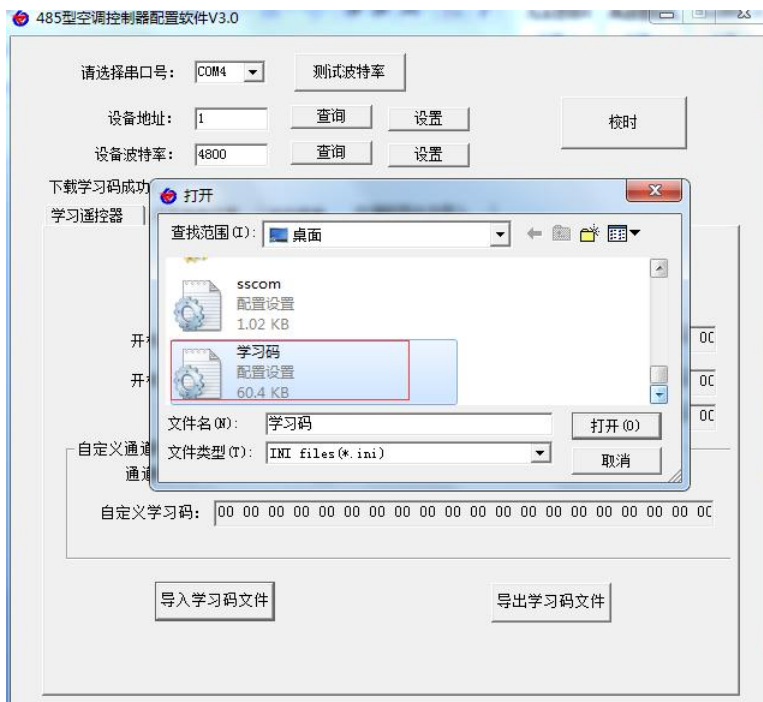 485型空调控制器配置软件V3.0
请选择串口号： COM4 测试波特率
设备地址： 1 查询 设置 校时
设备波特率： 4800 查询 设置
下载学习码成功
打开
学习遥控器
查找范围(I)： 桌面
sscom
配置设置
1.02 KB
学习码
配置设置
60.4 KB
文件名(N)： 学习码 打开(O)
文件类型(T)： INI files(*.ini) 取消
自定义通道
自定义学习码： 00 00 00 00 00 00 00 00 00 00 00 00 00 00 00 00 00 00 00 0C
导入学习码文件 导出学习码文件